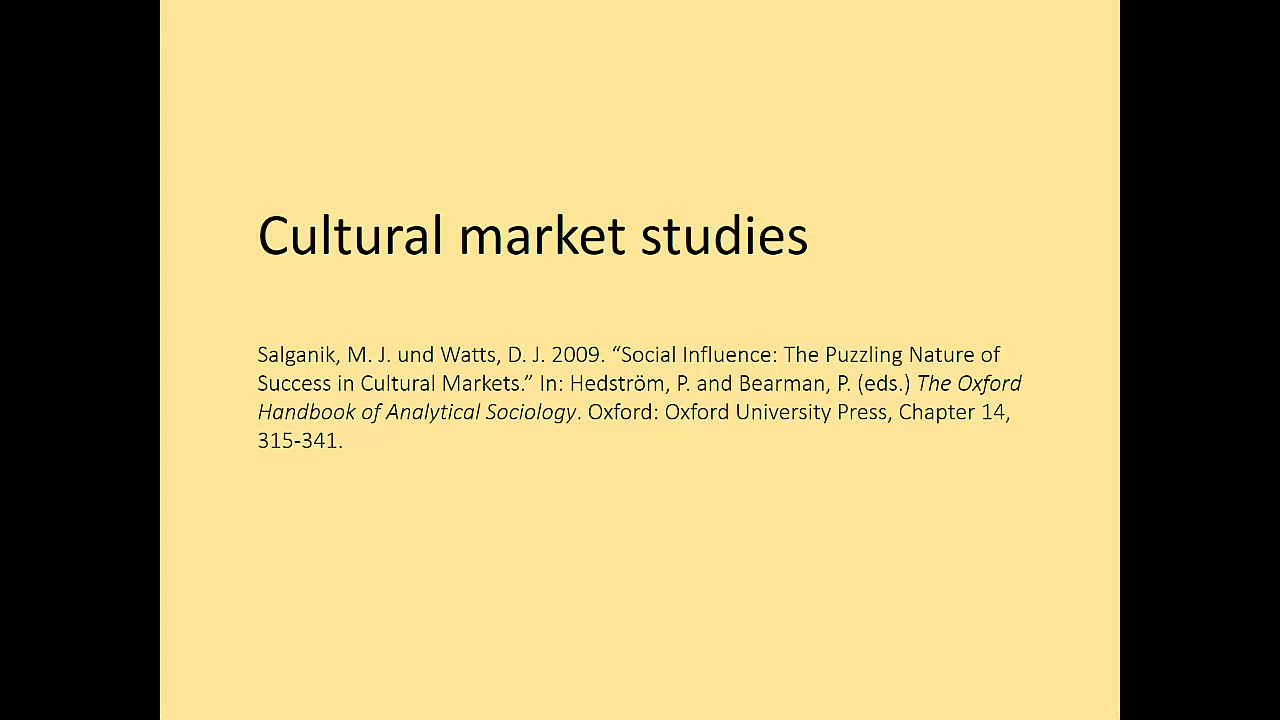 Cultural market studies
Salganik, M. J. und Watts, D. J. 2009. “Social Influence: The Puzzling Nature of
Success in Cultural Markets.” In: Hedström, P. and Bearman, P. (eds.) The Oxford
Handbook of Analytical Sociology. Oxford: Oxford University Press, Chapter 14,
315-341.